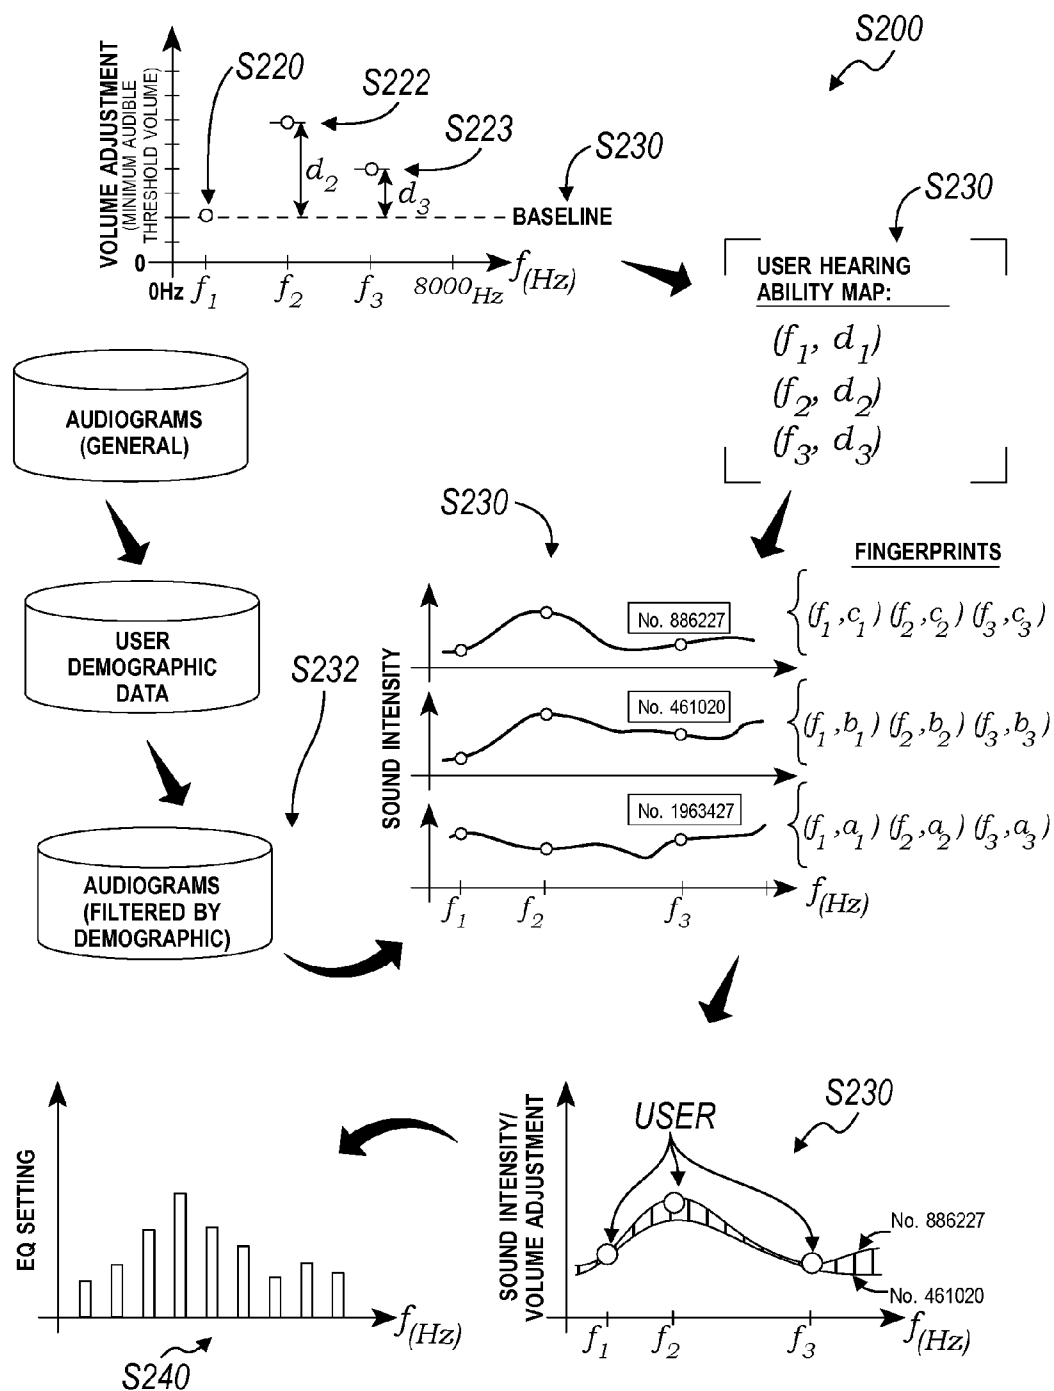 S200
VOLUME ADJUSTMENT
(MINIMUM AUDIBLE
THRESHOLD VOLUME)
S220
S222
S223
S230
d2
d3
BASELINE
0
0Hz f1 f2 f3 8000Hz f(Hz)
S230
USER HEARING
ABILITY MAP:
(f1, d1)
(f2, d2)
(f3, d3)
AUDIOGRAMS
(GENERAL)
USER
DEMOGRAPHIC
DATA
S232
AUDIOGRAMS
(FILTERED BY
DEMOGRAPHIC)
S230
FINGERPRINTS
SOUND INTENSITY
No. 886227
(f1,c1) (f2,c2) (f3,c3)
No. 461020
(f1,b1) (f2,b2) (f3,b3)
No. 1963427
(f1,a1) (f2,a2) (f3,a3)
f1 f2 f3 f(Hz)
EQ SETTING
f(Hz)
S240
SOUND INTENSITY/
VOLUME ADJUSTMENT
USER
S230
No. 886227
No. 461020
f1 f2 f3 f(Hz)